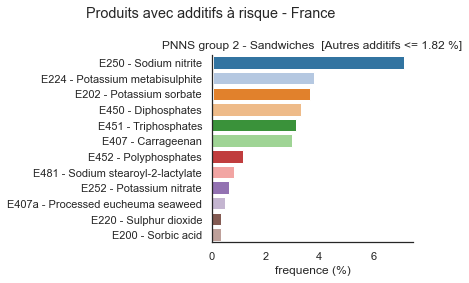 Produits avec additifs à risque - France
PNNS group 2 - Sandwiches  [Autres additifs <= 1.82 %]
E250 - Sodium nitrite
E224 - Potassium metabisulphite
E202 - Potassium sorbate
E450 - Diphosphates
E451 - Triphosphates
E407 - Carrageenan
E452 - Polyphosphates
E481 - Sodium stearoyl-2-lactylate
E252 - Potassium nitrate
E407a - Processed eucheuma seaweed
E220 - Sulphur dioxide
E200 - Sorbic acid
0 2 4 6
frequence (%)